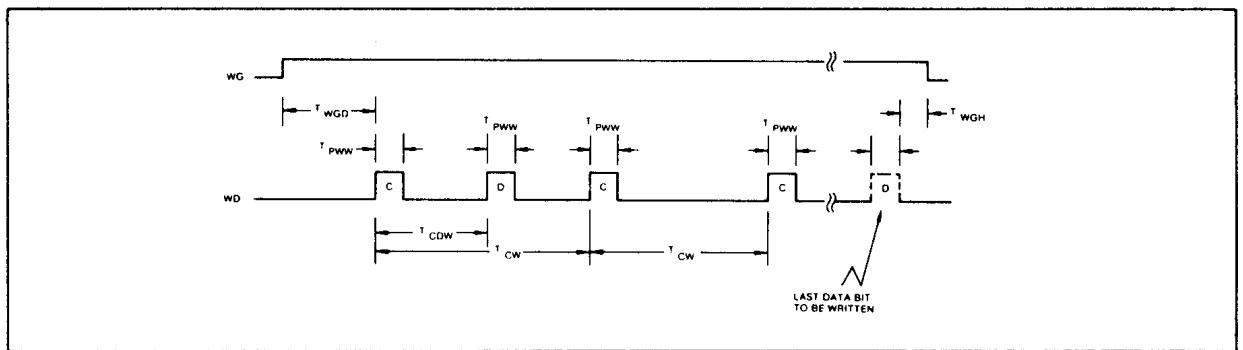 WG
T WGD
T PWW
T PWW
T PWW
T PWW
T WGH
WD
C
D
C
C
D
T CDW
T CW
T CW
LAST DATA BIT
TO BE WRITTEN